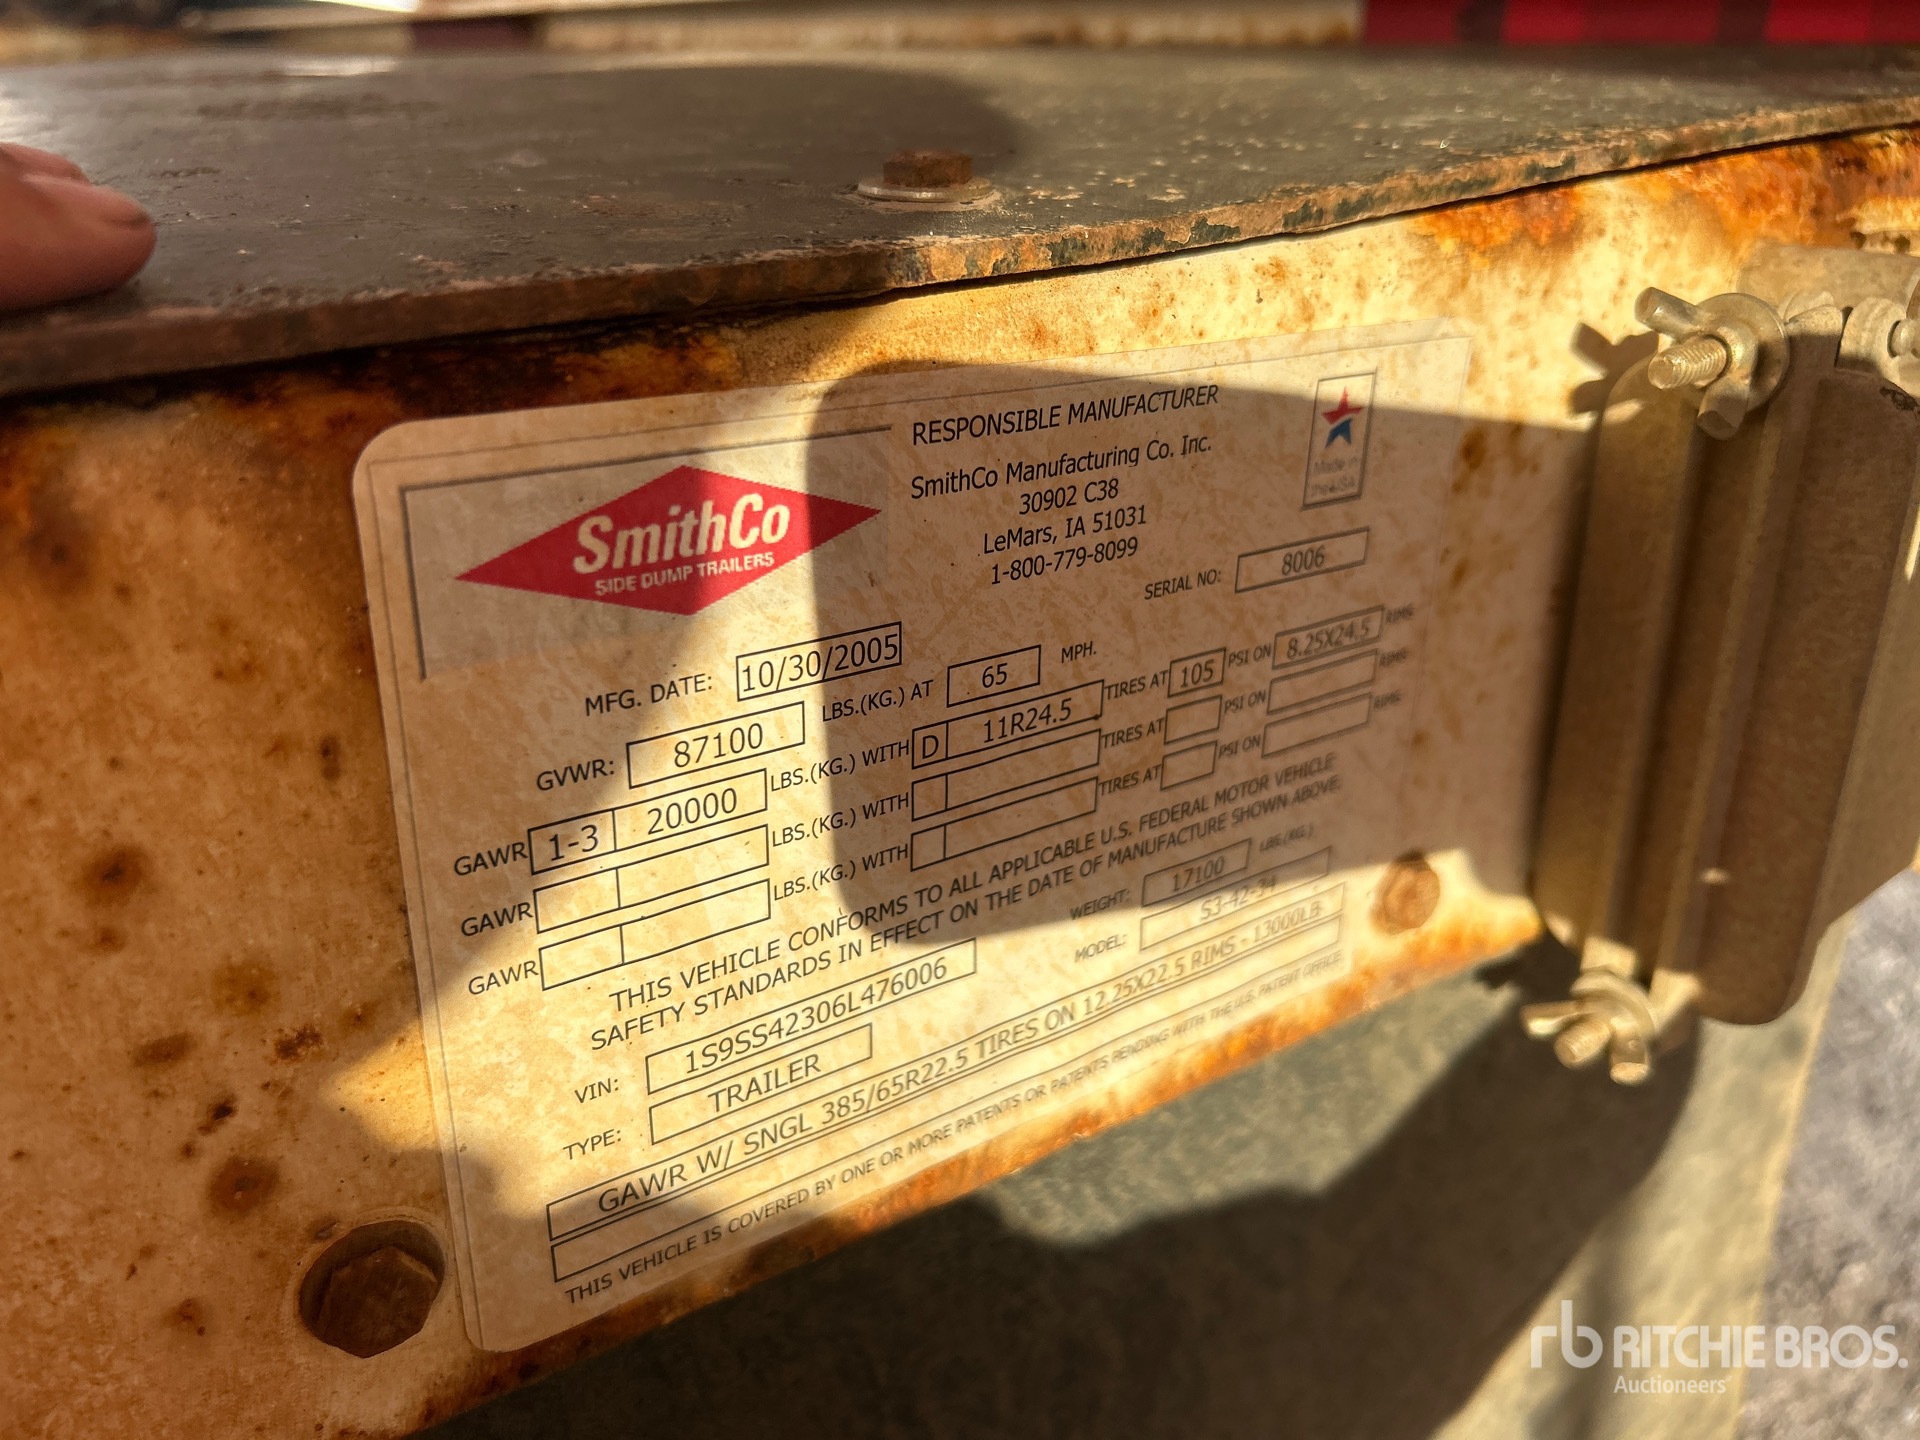 SmithCo
SIDE DUMP TRAILERS
RESPONSIBLE MANUFACTURER
SmithCo Manufacturing Co. Inc.
30902 C38
LeMars, IA 51031
1-800-779-8099
Made in
the USA
SERIAL NO: 8006
MFG. DATE: 10/30/2005
GVWR: 87100 LBS.(KG.) AT 65 MPH.
GAWR 1-3 20000 LBS.(KG.) WITH D 11R24.5 TIRES AT 105 PSI ON 8.25X24.5 RIMS
GAWR LBS.(KG.) WITH TIRES AT PSI ON RIMS
GAWR LBS.(KG.) WITH TIRES AT PSI ON RIMS
THIS VEHICLE CONFORMS TO ALL APPLICABLE U.S. FEDERAL MOTOR VEHICLE
SAFETY STANDARDS IN EFFECT ON THE DATE OF MANUFACTURE SHOWN ABOVE.
WEIGHT: 17100 LBS(KG.)
VIN: 1S9SS42306L476006 MODEL: S3-42-34
TYPE: TRAILER
GAWR W/ SNGL 385/65R22.5 TIRES ON 12.25X22.5 RIMS - 13000LB
THIS VEHICLE IS COVERED BY ONE OR MORE PATENTS OR PATENTS PENDING WITH THE U.S. PATENT OFFICE
rb RITCHIE BROS.
Auctioneers